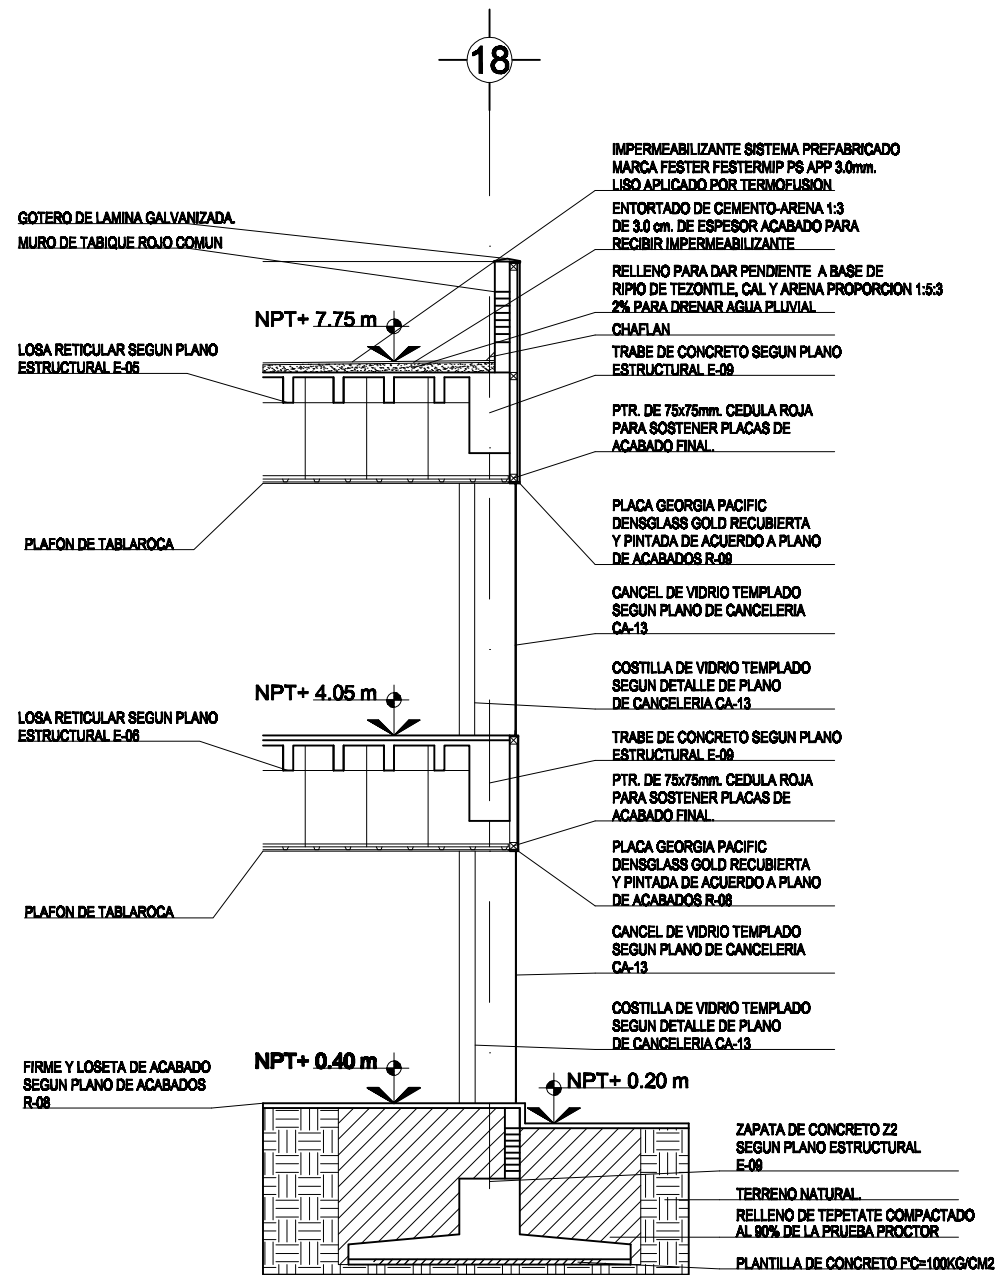 18
IMPERMEABILIZANTE SISTEMA PREFABRICADO
MARCA FESTER FESTERMIP PS APP 3.0mm.
LISO APLICADO POR TERMOFUSION
ENTORTADO DE CEMENTO-ARENA 1:3
DE 3.0 cm. DE ESPESOR ACABADO PARA
RECIBIR IMPERMEABILIZANTE
RELLENO PARA DAR PENDIENTE A BASE DE
RIPIO DE TEZONTLE, CAL Y ARENA PROPORCION 1:5:3
2% PARA DRENAR AGUA PLUVIAL
CHAFLAN
TRABE DE CONCRETO SEGUN PLANO
ESTRUCTURAL E-09
PTR. DE 75x75mm. CEDULA ROJA
PARA SOSTENER PLACAS DE
ACABADO FINAL.
PLACA GEORGIA PACIFIC
DENSGLASS GOLD RECUBIERTA
Y PINTADA DE ACUERDO A PLANO
DE ACABADOS R-09
CANCEL DE VIDRIO TEMPLADO
SEGUN PLANO DE CANCELERIA
CA-13
COSTILLA DE VIDRIO TEMPLADO
SEGUN DETALLE DE PLANO
DE CANCELERIA CA-13
TRABE DE CONCRETO SEGUN PLANO
ESTRUCTURAL E-09
PTR. DE 75x75mm. CEDULA ROJA
PARA SOSTENER PLACAS DE
ACABADO FINAL.
PLACA GEORGIA PACIFIC
DENSGLASS GOLD RECUBIERTA
Y PINTADA DE ACUERDO A PLANO
DE ACABADOS R-08
CANCEL DE VIDRIO TEMPLADO
SEGUN PLANO DE CANCELERIA
CA-13
COSTILLA DE VIDRIO TEMPLADO
SEGUN DETALLE DE PLANO
DE CANCELERIA CA-13
GOTERO DE LAMINA GALVANIZADA.
MURO DE TABIQUE ROJO COMUN
NPT+ 7.75 m
LOSA RETICULAR SEGUN PLANO
ESTRUCTURAL E-05
PLAFON DE TABLAROCA
NPT+ 4.05 m
LOSA RETICULAR SEGUN PLANO
ESTRUCTURAL E-06
PLAFON DE TABLAROCA
NPT+ 0.40 m
FIRME Y LOSETA DE ACABADO
SEGUN PLANO DE ACABADOS
R-08
NPT+ 0.20 m
ZAPATA DE CONCRETO Z2
SEGUN PLANO ESTRUCTURAL
E-09
TERRENO NATURAL.
RELLENO DE TEPETATE COMPACTADO
AL 90% DE LA PRUEBA PROCTOR
PLANTILLA DE CONCRETO F'C=100KG/CM2